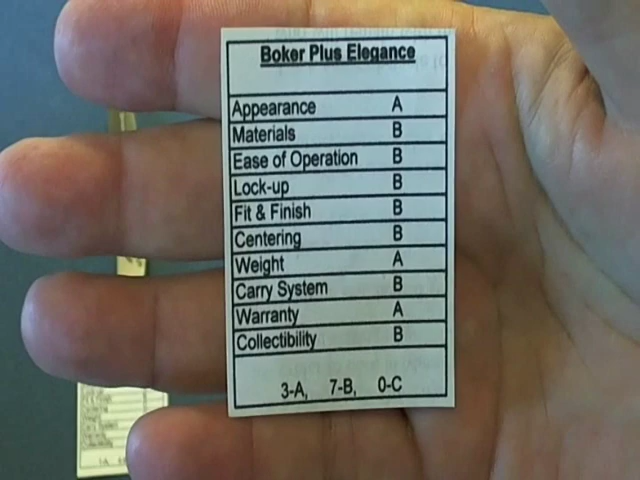 Boker Plus Elegance
Appearance A
Materials B
Ease of Operation B
Lock-up B
Fit & Finish B
Centering B
Weight A
Carry System B
Warranty A
Collectibility B
3-A, 7-B, 0-C